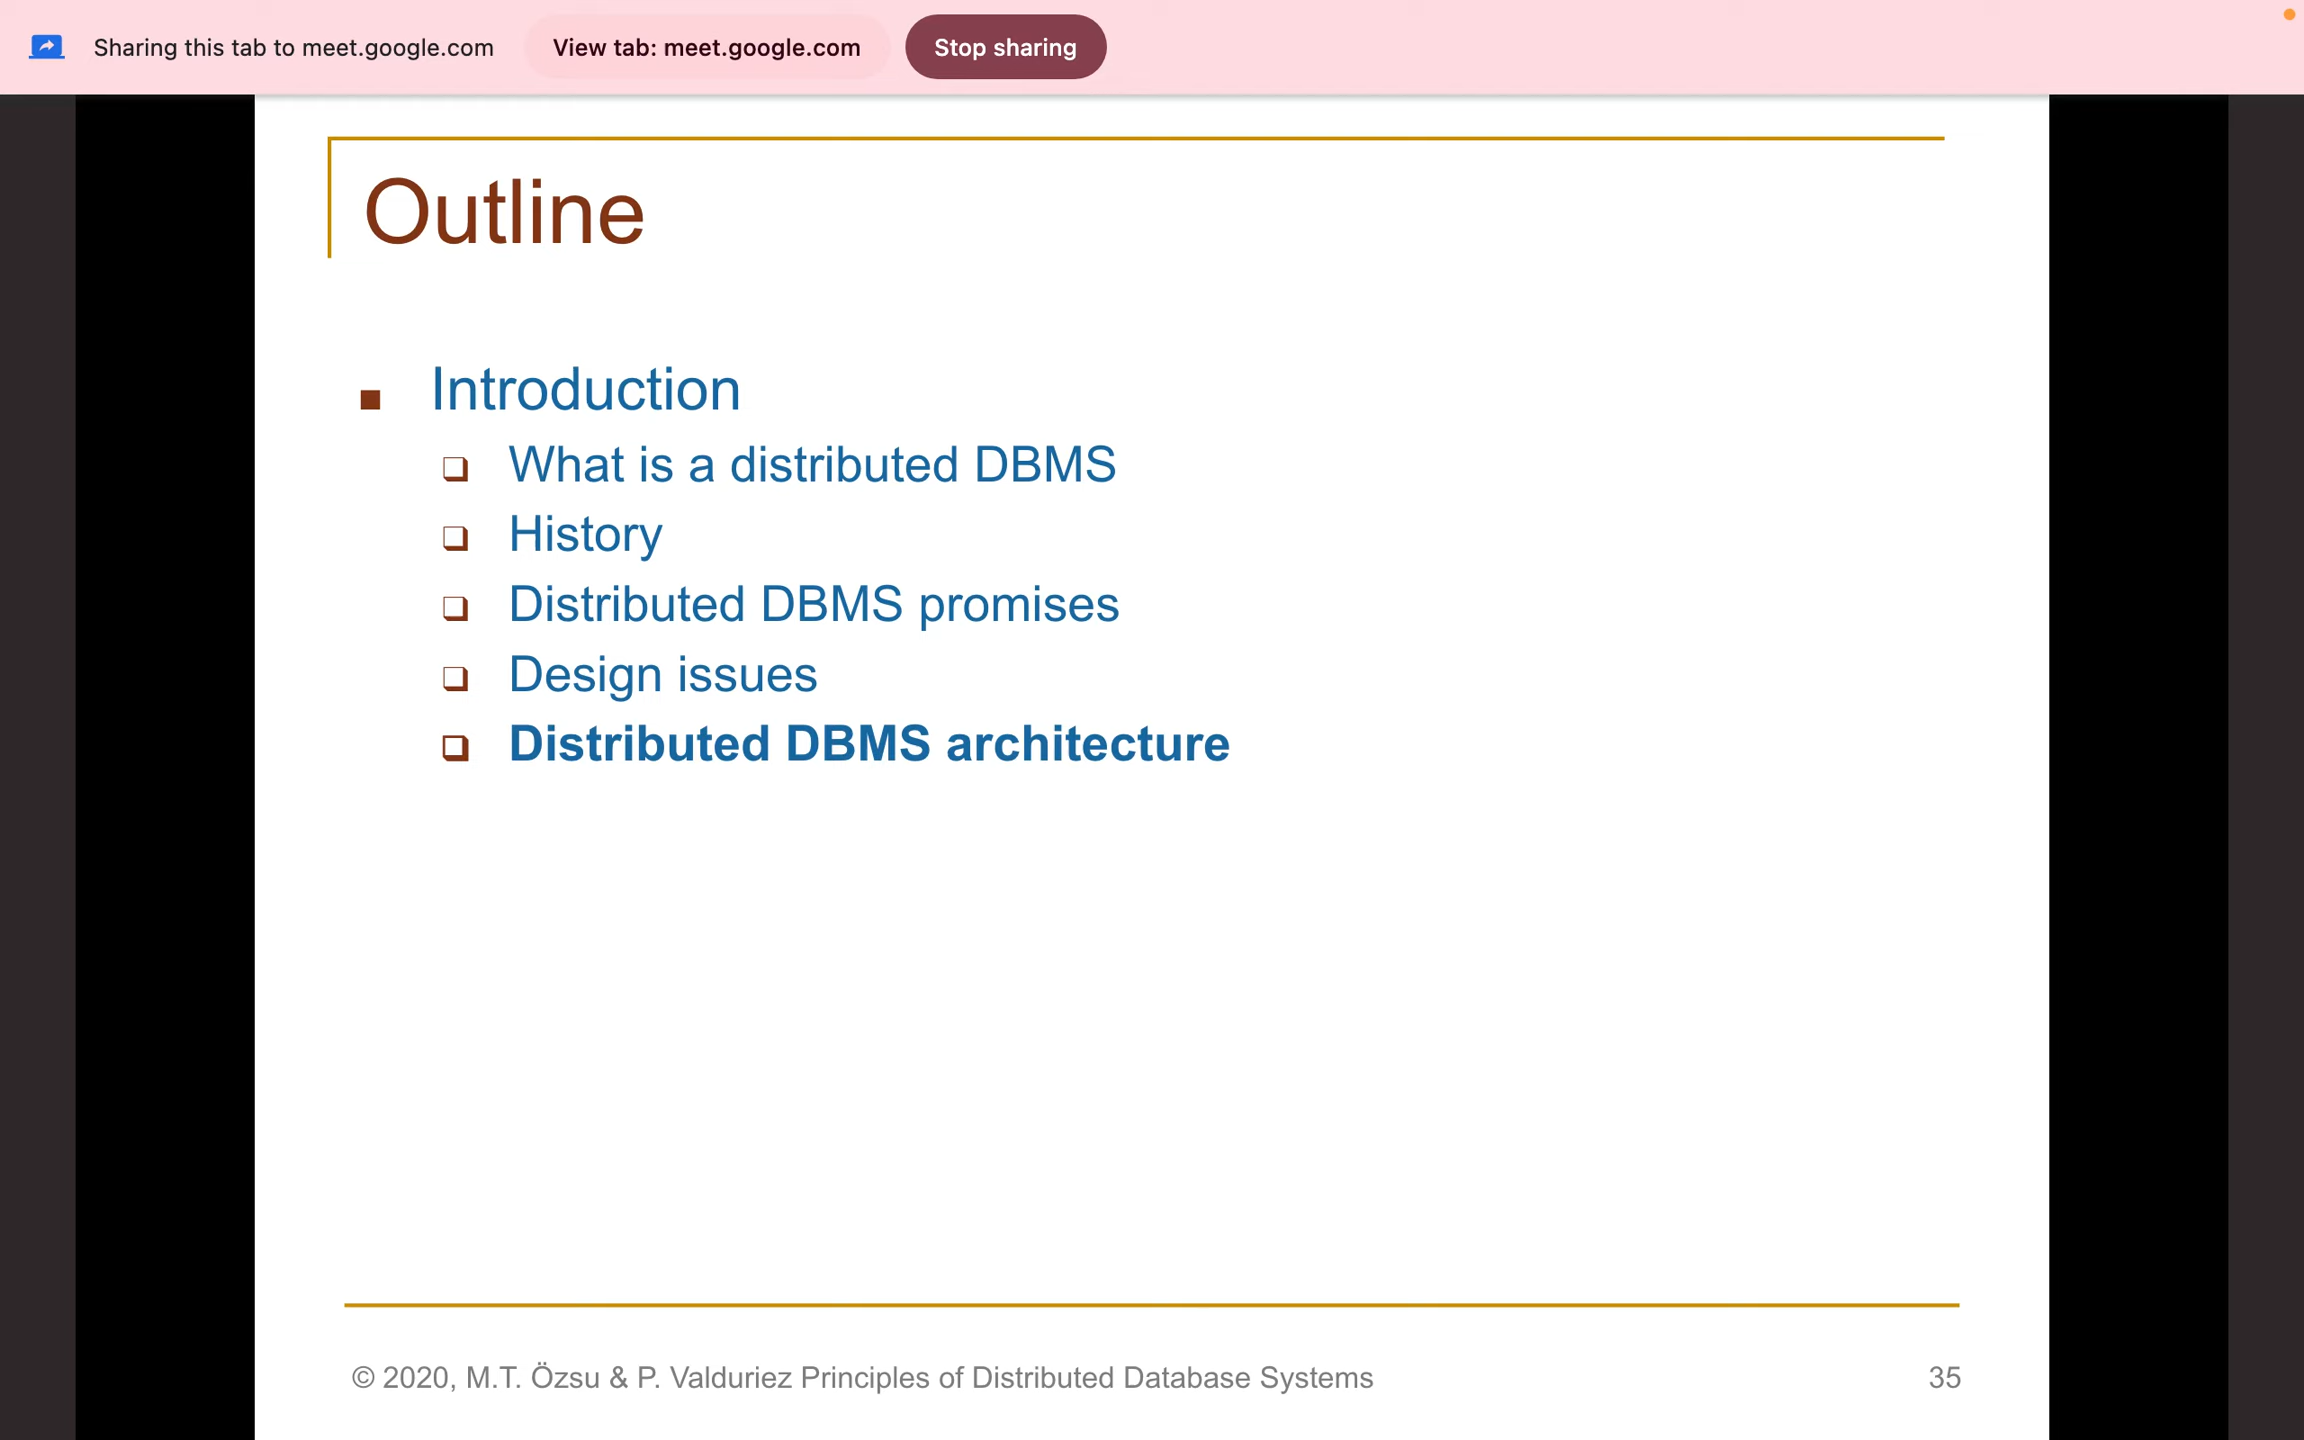 Sharing this tab to meet.google.com
View tab: meet.google.com
Stop sharing
Outline
Introduction
What is a distributed DBMS
History
Distributed DBMS promises
Design issues
Distributed DBMS architecture
© 2020, M.T. Özsu & P. Valduriez Principles of Distributed Database Systems
35